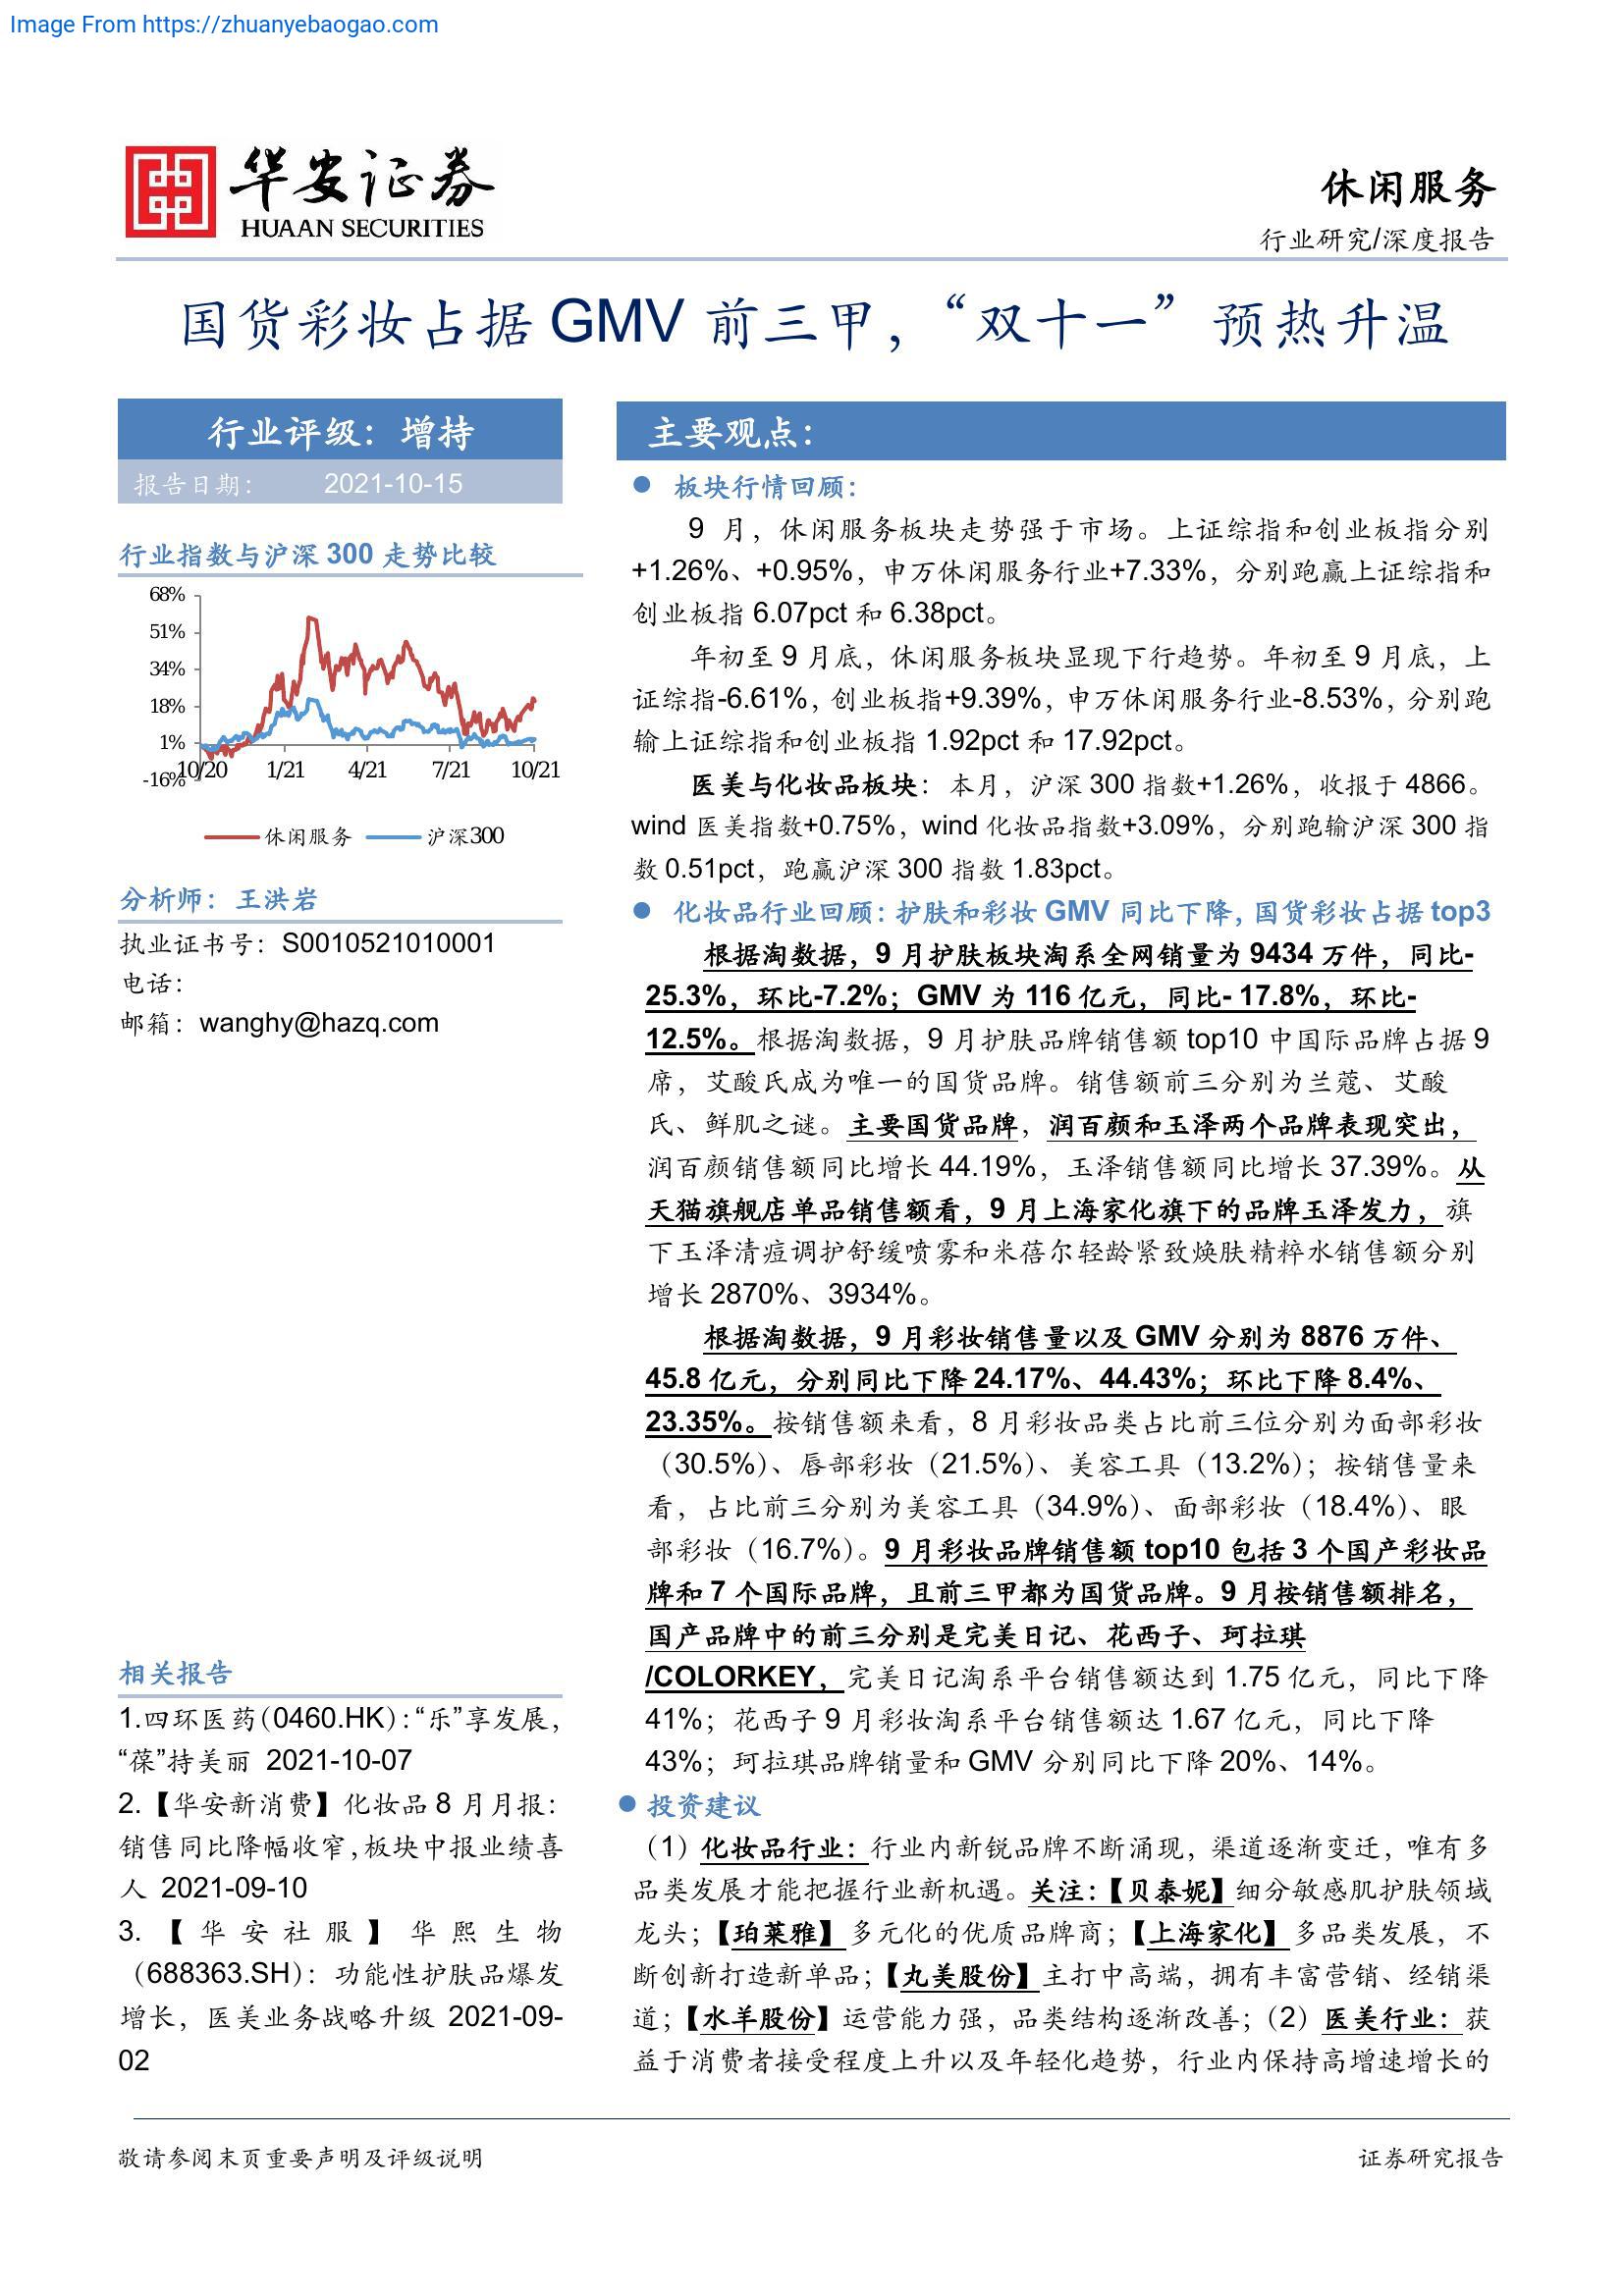 Image From https://zhuanyebaogao.com
华安证券
HUAAN SECURITIES
休闲服务
行业研究/深度报告
国货彩妆占据 GMV 前三甲，“双十一”预热升温
行业评级：增持
报告日期： 2021-10-15
行业指数与沪深 300 走势比较
68%
51%
34%
18%
1%
-16%
10/20 1/21 4/21 7/21 10/21
休闲服务 沪深300
分析师：王洪岩
执业证书号：S0010521010001
电话：
邮箱：wanghy@hazq.com
相关报告
1.四环医药（0460.HK）：“乐”享发展，
“葆”持美丽 2021-10-07
2.【华安新消费】化妆品 8 月月报：
销售同比降幅收窄，板块中报业绩喜
人 2021-09-10
3. 【华安社服】华熙生物
（688363.SH）：功能性护肤品爆发
增长，医美业务战略升级 2021-09-
02
主要观点：
● 板块行情回顾：
9 月，休闲服务板块走势强于市场。上证综指和创业板指分别
+1.26%、+0.95%，申万休闲服务行业+7.33%，分别跑赢上证综指和
创业板指 6.07pct 和 6.38pct。
年初至 9 月底，休闲服务板块显现下行趋势。年初至 9 月底，上
证综指-6.61%，创业板指+9.39%，申万休闲服务行业-8.53%，分别跑
输上证综指和创业板指 1.92pct 和 17.92pct。
医美与化妆品板块：本月，沪深 300 指数+1.26%，收报于 4866。
wind 医美指数+0.75%，wind 化妆品指数+3.09%，分别跑输沪深 300 指
数 0.51pct，跑赢沪深 300 指数 1.83pct。
● 化妆品行业回顾：护肤和彩妆 GMV 同比下降，国货彩妆占据 top3
根据淘数据，9 月护肤板块淘系全网销量为 9434 万件，同比-
25.3%，环比-7.2%；GMV 为 116 亿元，同比- 17.8%，环比-
12.5%。根据淘数据，9 月护肤品牌销售额 top10 中国际品牌占据 9
席，艾酸氏成为唯一的国货品牌。销售额前三分别为兰蔻、艾酸
氏、鲜肌之谜。主要国货品牌，润百颜和玉泽两个品牌表现突出，
润百颜销售额同比增长 44.19%，玉泽销售额同比增长 37.39%。从
天猫旗舰店单品销售额看，9 月上海家化旗下的品牌玉泽发力，旗
下玉泽清痘调护舒缓喷雾和米蓓尔轻龄紧致焕肤精粹水销售额分别
增长 2870%、3934%。
根据淘数据，9 月彩妆销售量以及 GMV 分别为 8876 万件、
45.8 亿元，分别同比下降 24.17%、44.43%；环比下降 8.4%、
23.35%。按销售额来看，8 月彩妆品类占比前三位分别为面部彩妆
（30.5%）、唇部彩妆（21.5%）、美容工具（13.2%）；按销售量来
看，占比前三分别为美容工具（34.9%）、面部彩妆（18.4%）、眼
部彩妆（16.7%）。9 月彩妆品牌销售额 top10 包括 3 个国产彩妆品
牌和 7 个国际品牌，且前三甲都为国货品牌。9 月按销售额排名，
国产品牌中的前三分别是完美日记、花西子、珂拉琪
/COLORKEY，完美日记淘系平台销售额达到 1.75 亿元，同比下降
41%；花西子 9 月彩妆淘系平台销售额达 1.67 亿元，同比下降
43%；珂拉琪品牌销量和 GMV 分别同比下降 20%、14%。
● 投资建议
（1）化妆品行业：行业内新锐品牌不断涌现，渠道逐渐变迁，唯有多
品类发展才能把握行业新机遇。关注：【贝泰妮】细分敏感肌护肤领域
龙头；【珀莱雅】多元化的优质品牌商；【上海家化】多品类发展，不
断创新打造新单品；【丸美股份】主打中高端，拥有丰富营销、经销渠
道；【水羊股份】运营能力强，品类结构逐渐改善；（2）医美行业：获
益于消费者接受程度上升以及年轻化趋势，行业内保持高增速增长的
敬请参阅末页重要声明及评级说明
证券研究报告